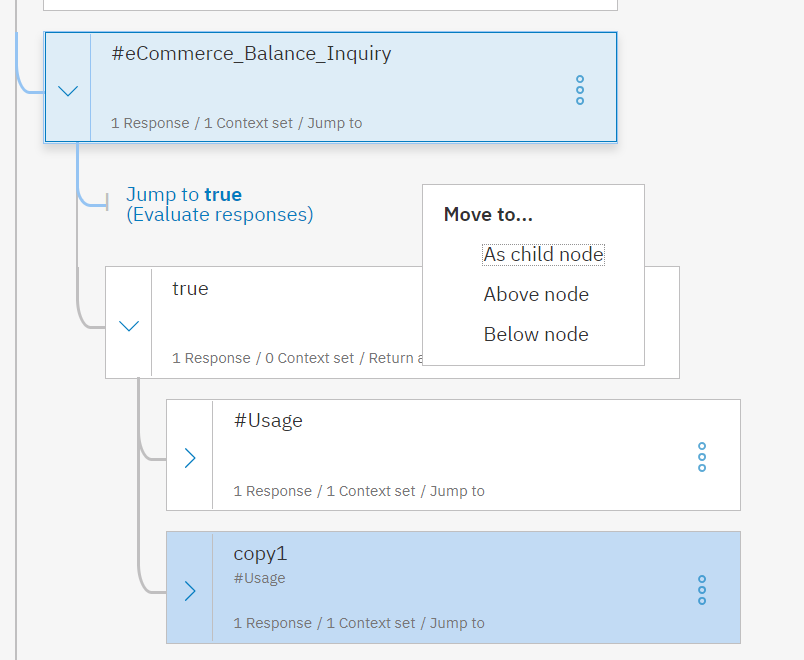 #eCommerce_Balance_Inquiry
1 Response / 1 Context set / Jump to
Jump to true
(Evaluate responses)
Move to...
As child node
Above node
Below node
true
1 Response / 0 Context set / Return
#Usage
1 Response / 1 Context set / Jump to
copy1
#Usage
1 Response / 1 Context set / Jump to